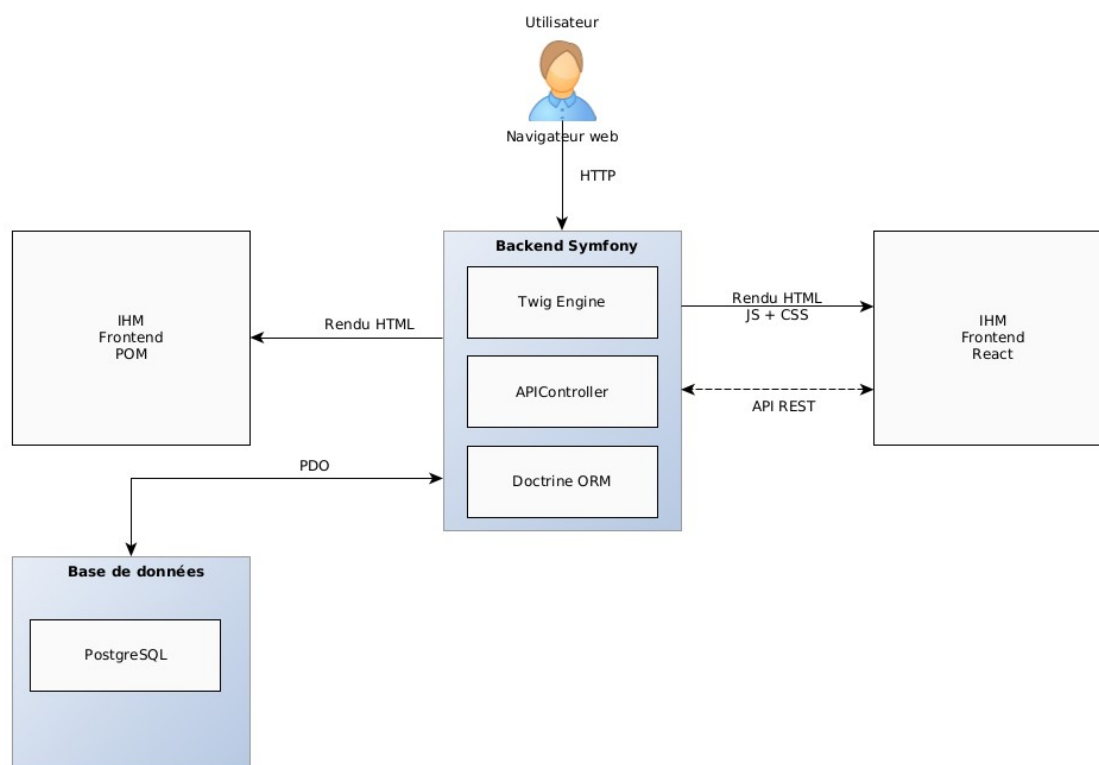 Utilisateur
Navigateur web
HTTP
Backend Symfony
Twig Engine
APIController
Doctrine ORM
Rendu HTML
IHM
Frontend
POM
Rendu HTML
JS + CSS
API REST
IHM
Frontend
React
PDO
Base de données
PostgreSQL